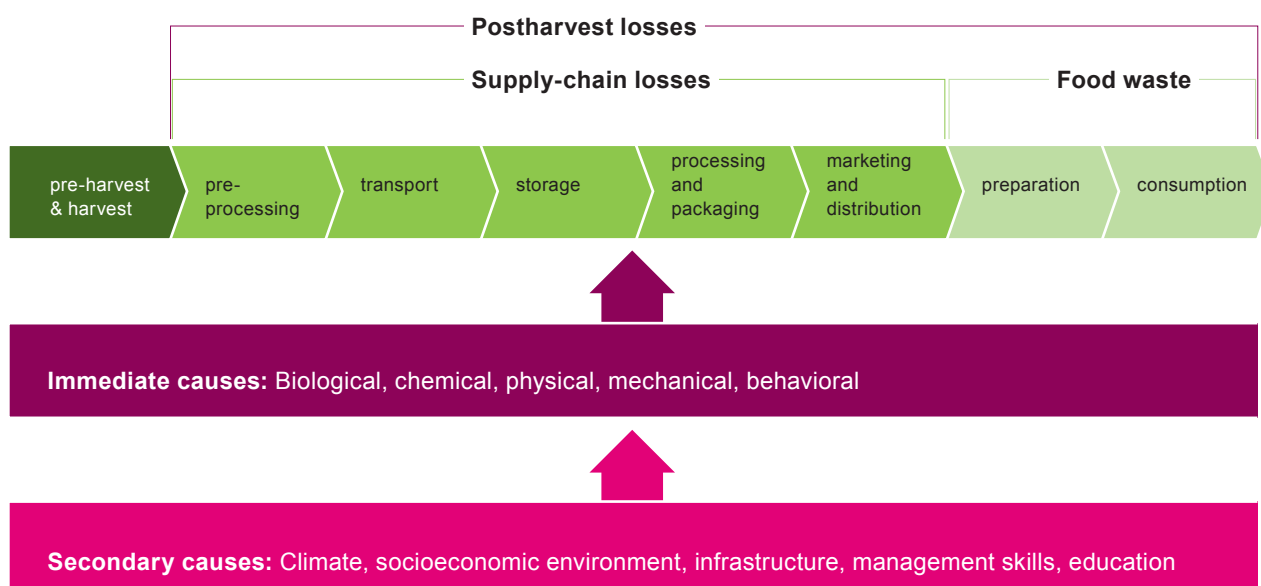 Postharvest losses
Supply-chain losses
Food waste
pre-harvest
& harvest
pre-
processing
transport
storage
processing
and
packaging
marketing
and
distribution
preparation
consumption
Immediate causes: Biological, chemical, physical, mechanical, behavioral
Secondary causes: Climate, socioeconomic environment, infrastructure, management skills, education